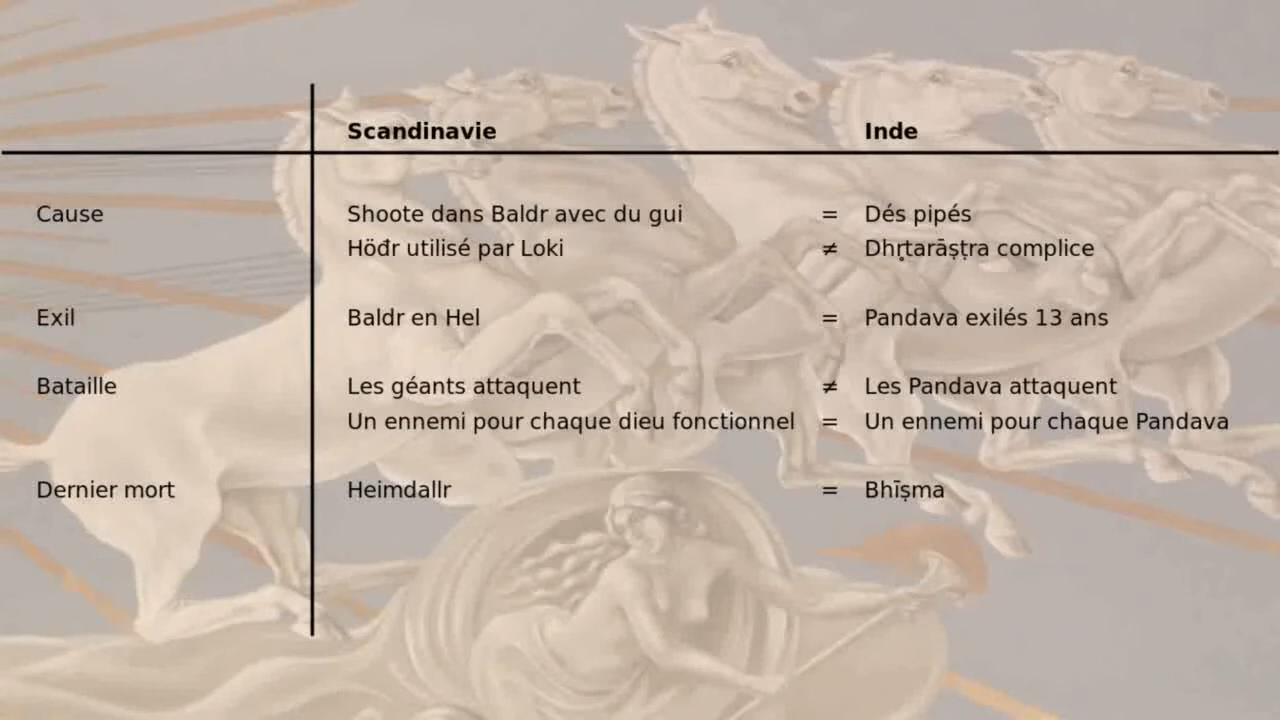 Scandinavie Inde
Cause Shoote dans Baldr avec du gui = Dés pipés
Höđr utilisé par Loki ≠ Dhr̥tarāṣṭra complice
Exil Baldr en Hel = Pandava exilés 13 ans
Bataille Les géants attaquent ≠ Les Pandava attaquent
Un ennemi pour chaque dieu fonctionnel = Un ennemi pour chaque Pandava
Dernier mort Heimdallr = Bhīṣma